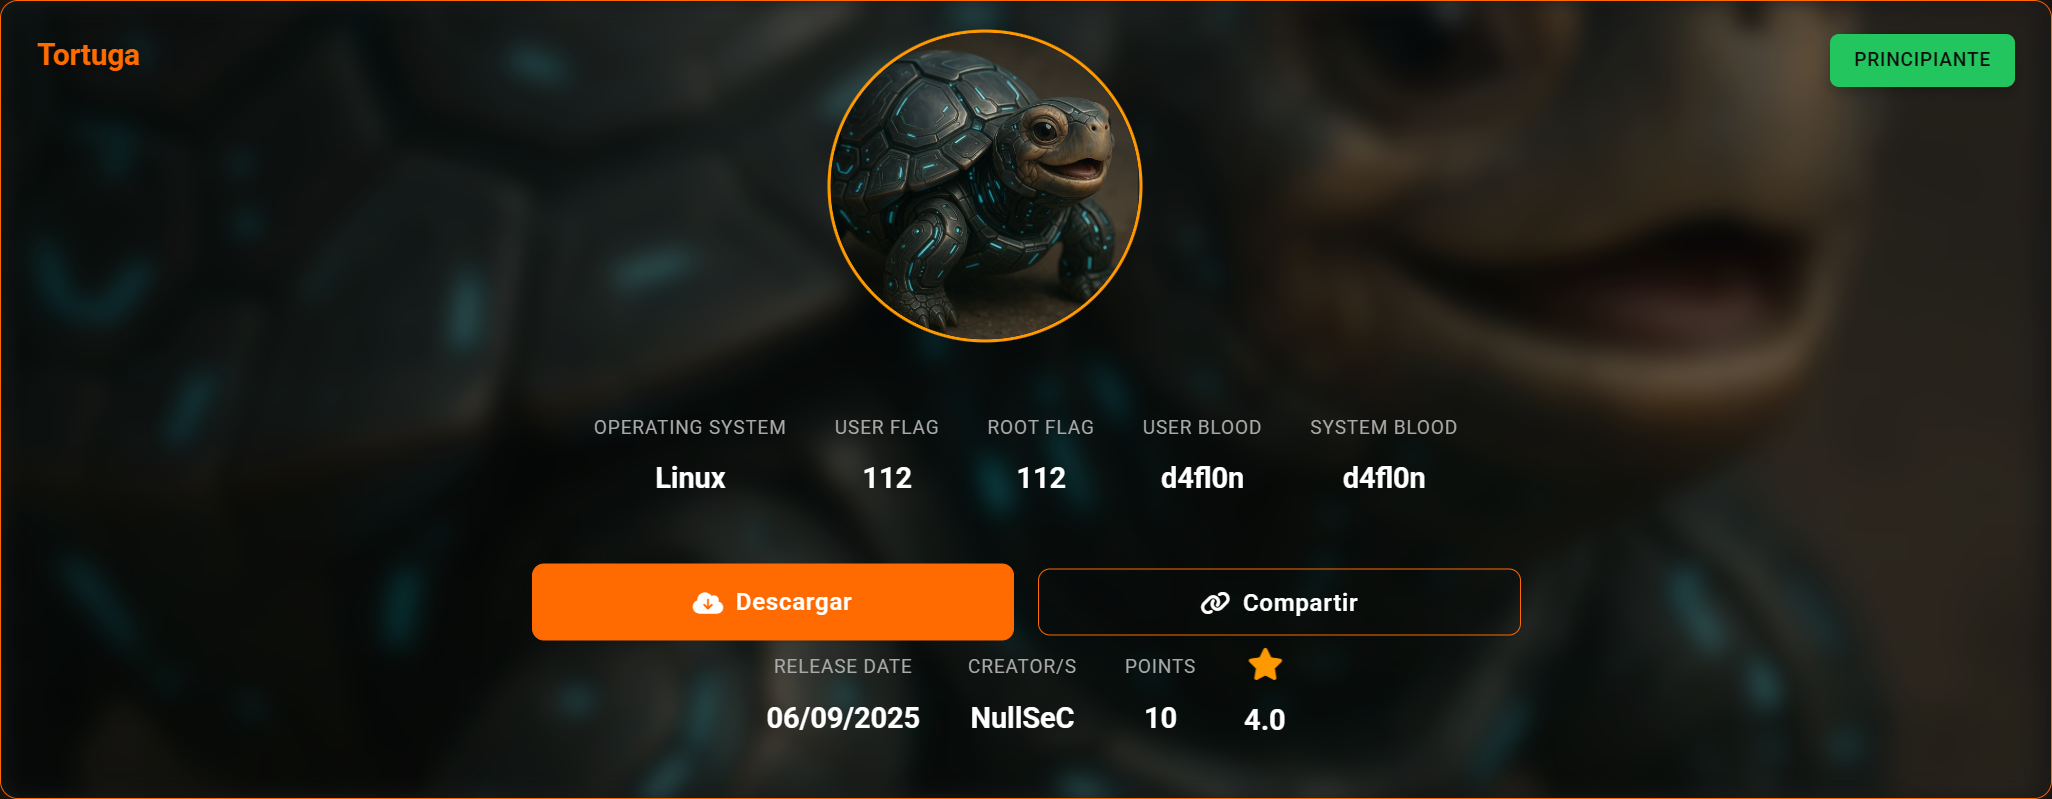 Tortuga
PRINCIPIANTE
OPERATING SYSTEM USER FLAG ROOT FLAG USER BLOOD SYSTEM BLOOD
Linux 112 112 d4fl0n d4fl0n
Descargar Compartir
RELEASE DATE CREATOR/S POINTS
06/09/2025 NullSeC 10 4.0